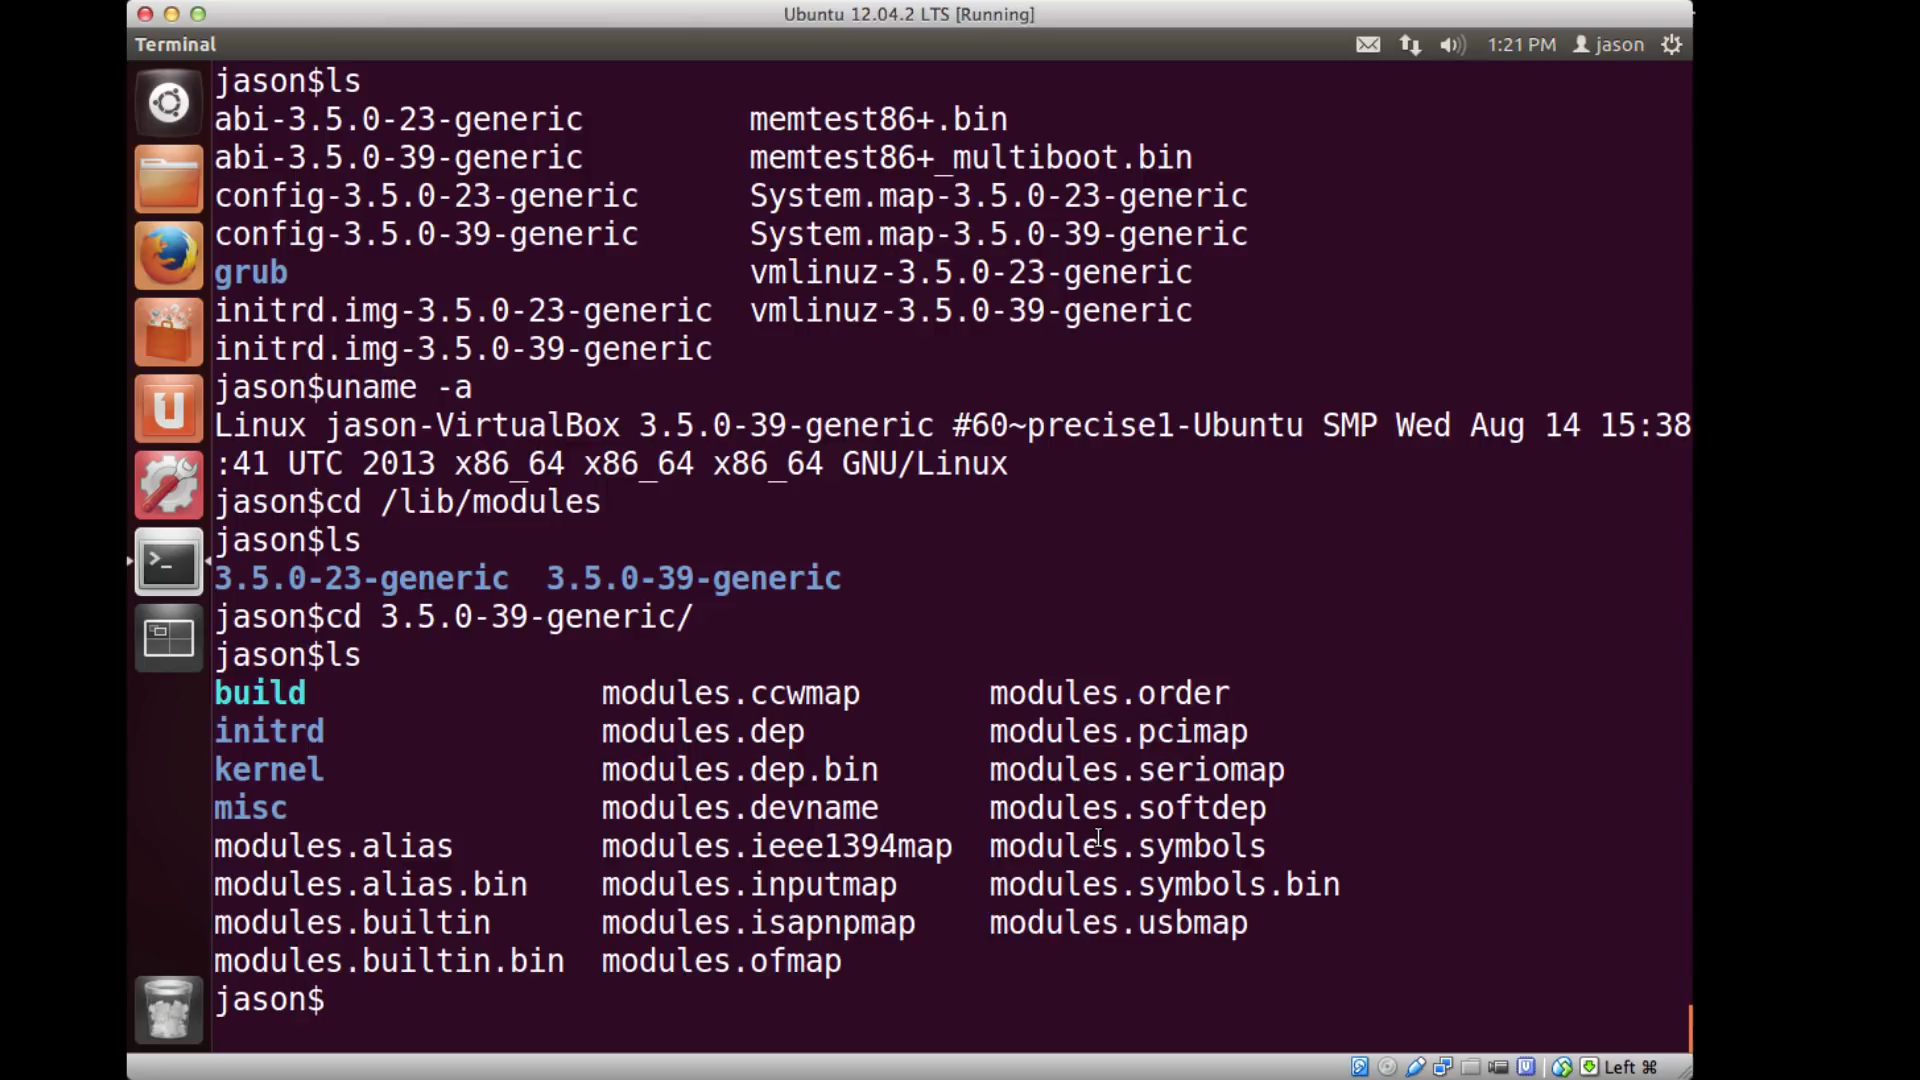 Ubuntu 12.04.2 LTS [Running]
Terminal 1:21 PM jason
jason$ls
abi-3.5.0-23-generic memtest86+.bin
abi-3.5.0-39-generic memtest86+_multiboot.bin
config-3.5.0-23-generic System.map-3.5.0-23-generic
config-3.5.0-39-generic System.map-3.5.0-39-generic
grub vmlinuz-3.5.0-23-generic
initrd.img-3.5.0-23-generic vmlinuz-3.5.0-39-generic
initrd.img-3.5.0-39-generic
jason$uname -a
Linux jason-VirtualBox 3.5.0-39-generic #60~precise1-Ubuntu SMP Wed Aug 14 15:38
:41 UTC 2013 x86_64 x86_64 x86_64 GNU/Linux
jason$cd /lib/modules
jason$ls
3.5.0-23-generic 3.5.0-39-generic
jason$cd 3.5.0-39-generic/
jason$ls
build modules.ccwmap modules.order
initrd modules.dep modules.pcimap
kernel modules.dep.bin modules.seriomap
misc modules.devname modules.softdep
modules.alias modules.ieee1394map modules.symbols
modules.alias.bin modules.inputmap modules.symbols.bin
modules.builtin modules.isapnpmap modules.usbmap
modules.builtin.bin modules.ofmap
jason$
Left ⌘